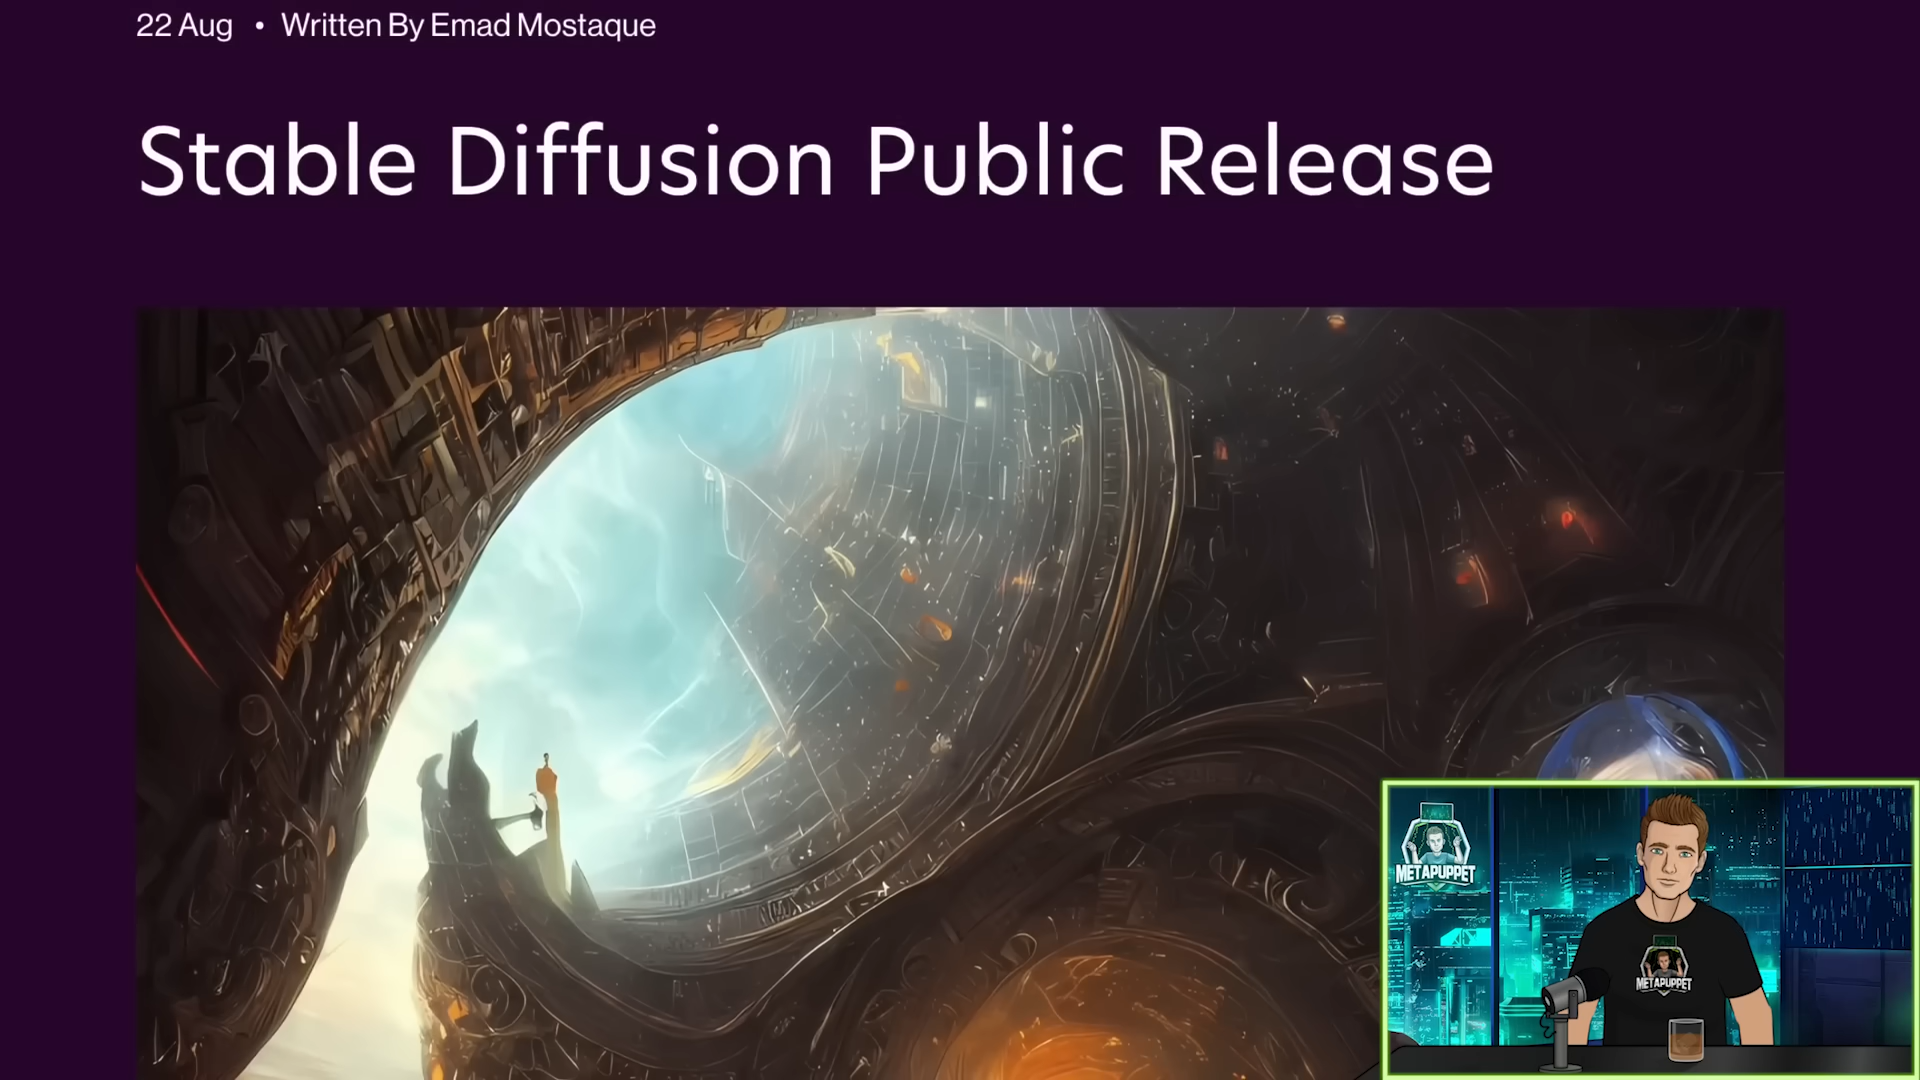 22 Aug • Written By Emad Mostaque
Stable Diffusion Public Release
METAPUPPET
METAPUPPET